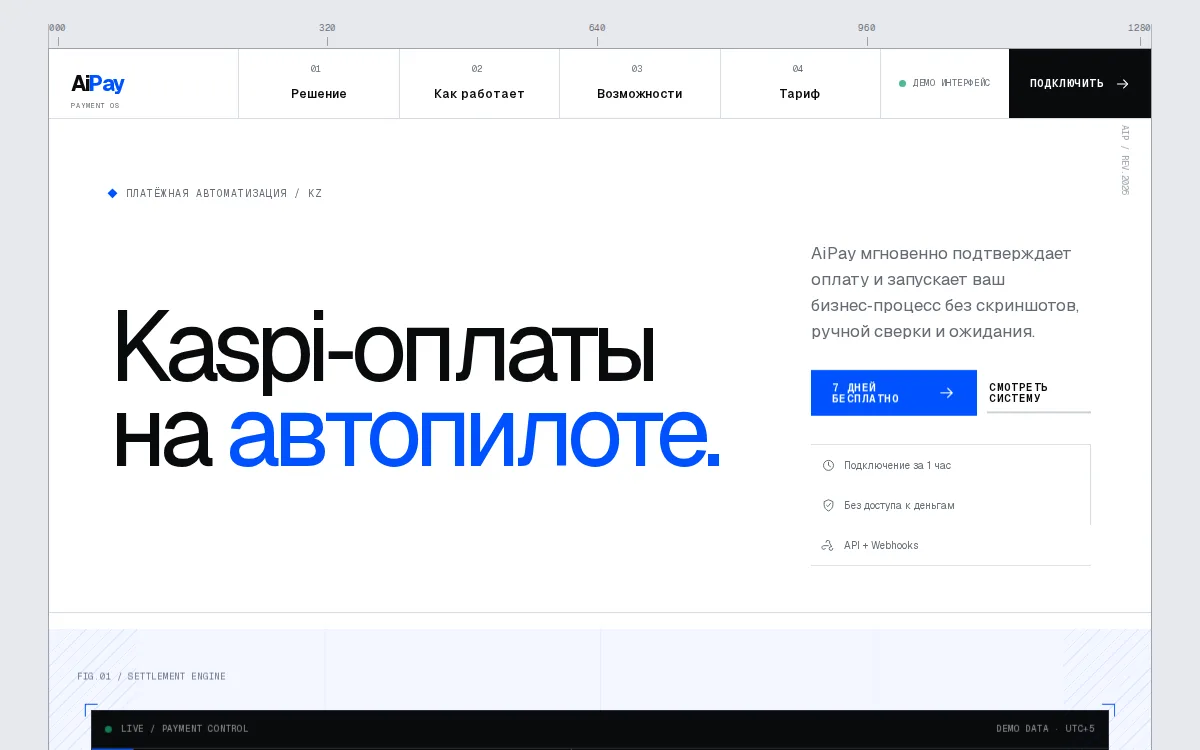 000 320 640 960 1280
AiPay
PAYMENT OS
01
Решение
02
Как работает
03
Возможности
04
Тариф
ДЕМО ИНТЕРФЕЙС
ПОДКЛЮЧИТЬ
AIP / REV.2026
ПЛАТЁЖНАЯ АВТОМАТИЗАЦИЯ / KZ
Kaspi-оплаты
на автопилоте.
AiPay мгновенно подтверждает
оплату и запускает ваш
бизнес-процесс без скриншотов,
ручной сверки и ожидания.
7 ДНЕЙ
БЕСПЛАТНО
СМОТРЕТЬ
СИСТЕМУ
Подключение за 1 час
Без доступа к деньгам
API + Webhooks
FIG.01 / SETTLEMENT ENGINE
LIVE / PAYMENT CONTROL
DEMO DATA · UTC+5